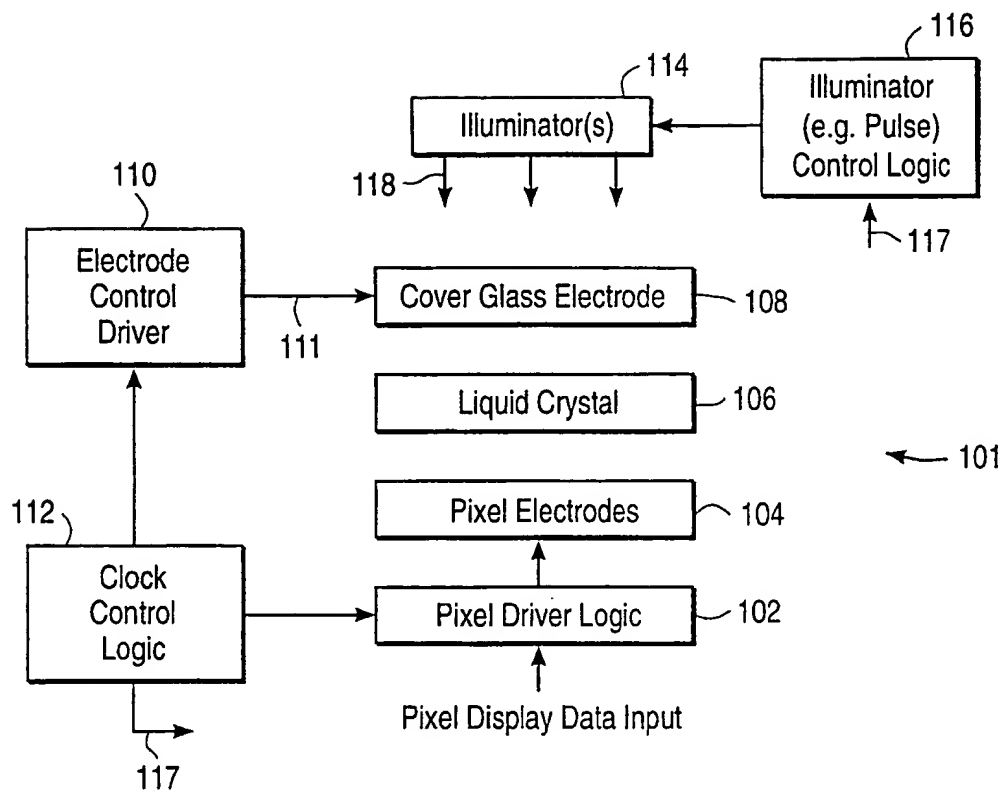 116
114
Illuminator
(e.g. Pulse)
Control Logic
Illuminator(s)
118
117
110
Electrode
Control
Driver
111
Cover Glass Electrode
108
Liquid Crystal
106
101
Pixel Electrodes
104
112
Clock
Control
Logic
Pixel Driver Logic
102
Pixel Display Data Input
117